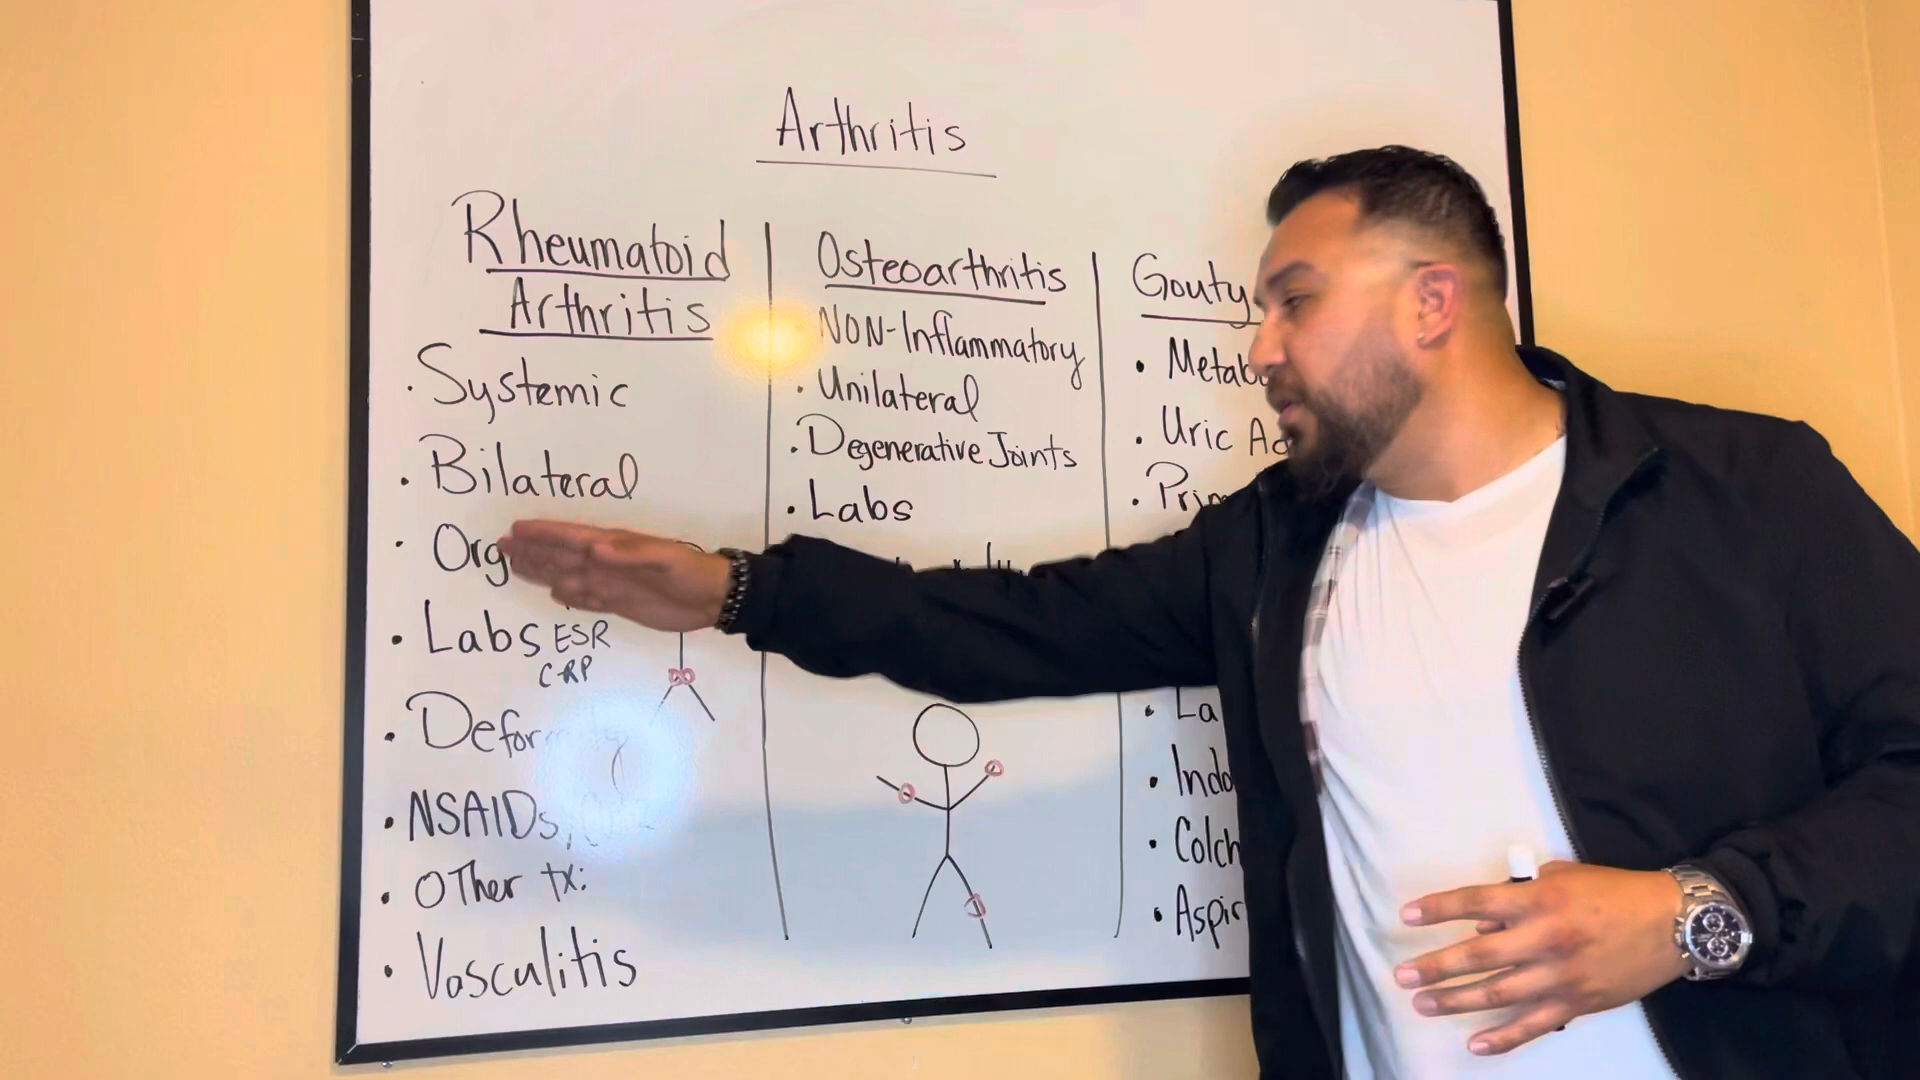 Arthritis
Rheumatoid
Arthritis
· Systemic
· Bilateral
· Org
· Labs ESR
CRP
· Defor
· NSAIDs,
· OTher tx:
· Vasculitis
Osteoarthritis
NON-Inflammatory
· Unilateral
· Degenerative Joints
· Labs
Gouty
· Metab
· Uric Ac
· Prim
· La
· Indo
· Colch
· Aspir